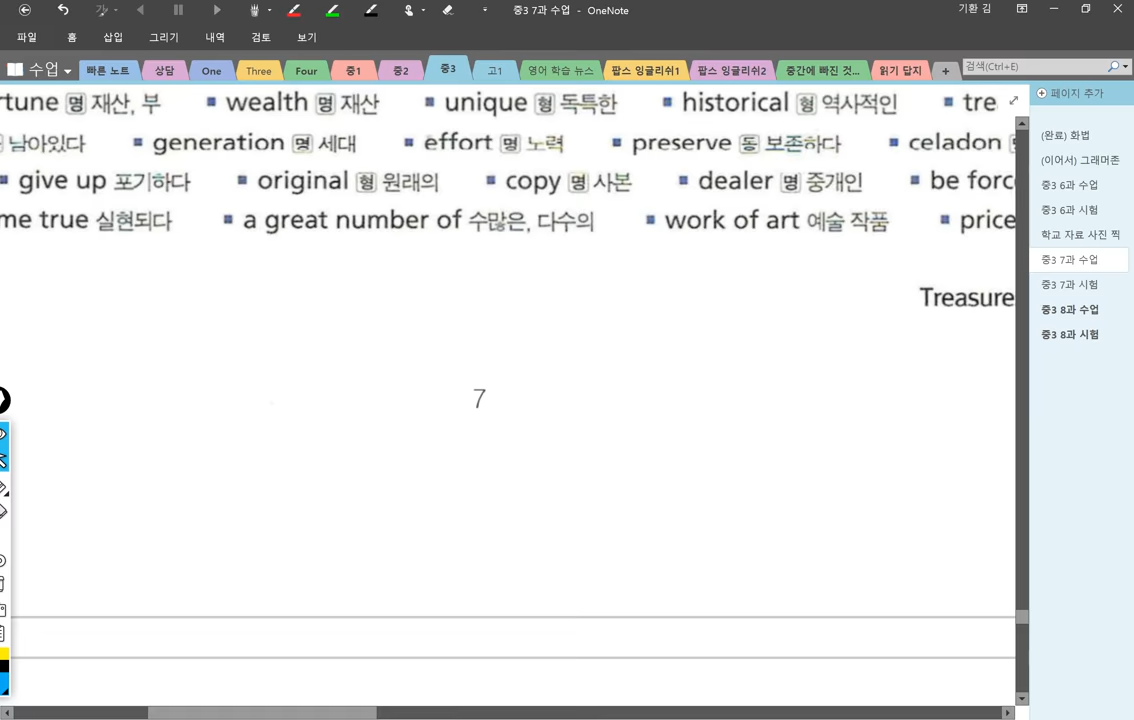 중3 7과 수업 - OneNote
기환 김
파일 홈 삽입 그리기 내역 검토 보기
수업 빠른 노트 상담 One Three Four 중1 중2 중3 고1 영어 학습 뉴스 팝스 잉글리쉬1 팝스 잉글리쉬2 중간에 빠진 것... 읽기 답지 + 검색(Ctrl+E)
페이지 추가
(완료) 화법
(이어서) 그래머존
중3 6과 수업
중3 6과 시험
학교 자료 사진 찍
중3 7과 수업
중3 7과 시험
중3 8과 수업
중3 8과 시험
rtune 명 재산, 부 wealth 명 재산 unique 형 독특한 historical 형 역사적인 tre
남아있다 generation 명 세대 effort 명 노력 preserve 동 보존하다 celadon
give up 포기하다 original 형 원래의 copy 명 사본 dealer 명 중개인 be forc
me true 실현되다 a great number of 수많은, 다수의 work of art 예술 작품 price
Treasure
7